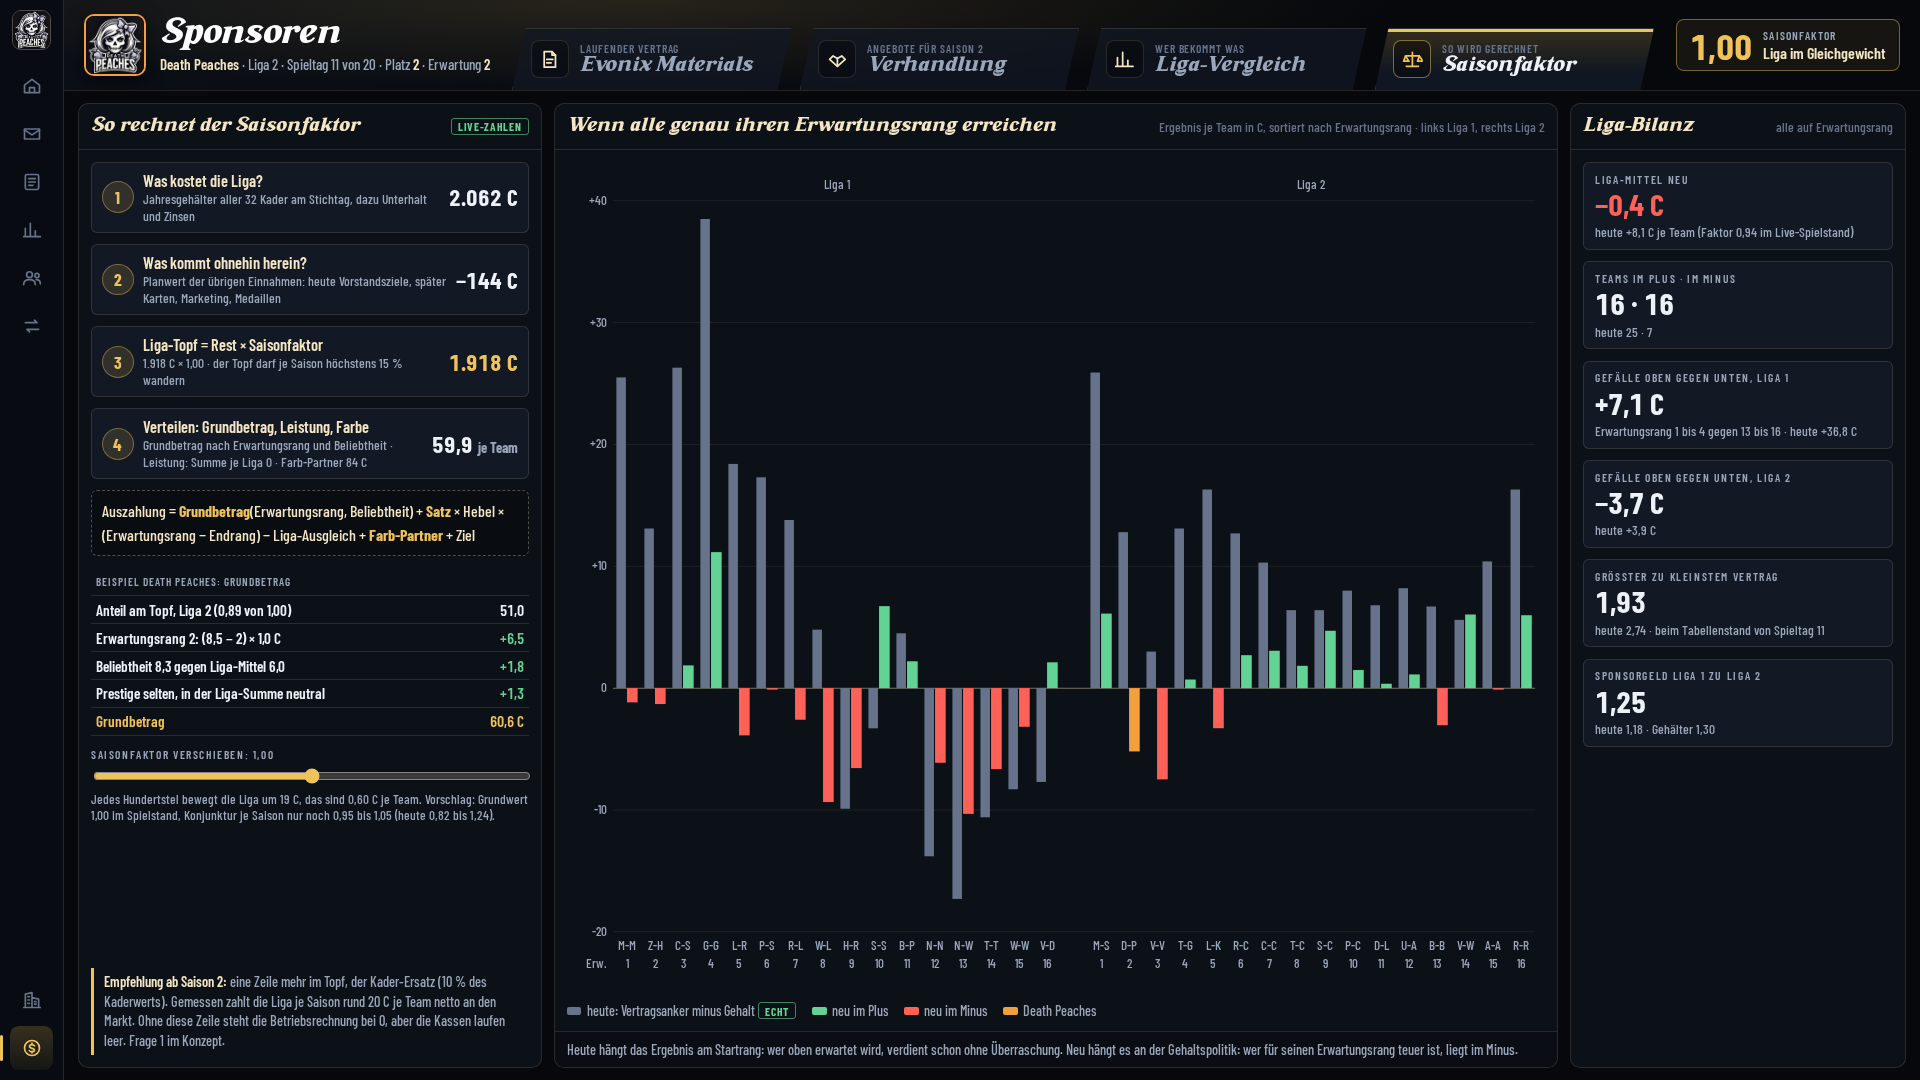 PEACHES
PEACHES
Sponsoren
Death Peaches · Liga 2 · Spieltag 11 von 20 · Platz 2 · Erwartung 2
LAUFENDER VERTRAG
Evonix Materials
ANGEBOTE FÜR SAISON 2
Verhandlung
WER BEKOMMT WAS
Liga-Vergleich
SO WIRD GERECHNET
Saisonfaktor
1,00
SAISONFAKTOR
Liga im Gleichgewicht
So rechnet der Saisonfaktor
LIVE-ZAHLEN
1
Was kostet die Liga?
Jahresgehälter aller 32 Kader am Stichtag, dazu Unterhalt
und Zinsen
2.062 C
2
Was kommt ohnehin herein?
Planwert der übrigen Einnahmen: heute Vorstandsziele, später
Karten, Marketing, Medaillen
−144 C
3
Liga-Topf = Rest × Saisonfaktor
1.918 C × 1,00 · der Topf darf je Saison höchstens 15 %
wandern
1.918 C
4
Verteilen: Grundbetrag, Leistung, Farbe
Grundbetrag nach Erwartungsrang und Beliebtheit ·
Leistung: Summe je Liga 0 · Farb-Partner 84 C
59,9 je Team
Auszahlung = Grundbetrag(Erwartungsrang, Beliebtheit) + Satz × Hebel ×
(Erwartungsrang − Endrang) − Liga-Ausgleich + Farb-Partner + Ziel
BEISPIEL DEATH PEACHES: GRUNDBETRAG
Anteil am Topf, Liga 2 (0,89 von 1,00) 51,0
Erwartungsrang 2: (8,5 − 2) × 1,0 C +6,5
Beliebtheit 8,3 gegen Liga-Mittel 6,0 +1,8
Prestige selten, in der Liga-Summe neutral +1,3
Grundbetrag 60,6 C
SAISONFAKTOR VERSCHIEBEN: 1,00
Jedes Hundertstel bewegt die Liga um 19 C, das sind 0,60 C je Team. Vorschlag: Grundwert
1,00 im Spielstand, Konjunktur je Saison nur noch 0,95 bis 1,05 (heute 0,82 bis 1,24).
Empfehlung ab Saison 2: eine Zeile mehr im Topf, der Kader-Ersatz (10 % des
Kaderwerts). Gemessen zahlt die Liga je Saison rund 20 C je Team netto an den
Markt. Ohne diese Zeile steht die Betriebsrechnung bei 0, aber die Kassen laufen
leer. Frage 1 im Konzept.
Wenn alle genau ihren Erwartungsrang erreichen
Ergebnis je Team in C, sortiert nach Erwartungsrang · links Liga 1, rechts Liga 2
Liga 1 Liga 2
+40
+30
+20
+10
0
-10
-20
M-M Z-H C-S G-G L-R P-S R-L W-L H-R S-S B-P N-N N-W T-T W-W V-D M-S D-P V-V T-G L-K R-C C-C T-C S-C P-C D-L U-A B-B V-W A-A R-R
Erw. 1 2 3 4 5 6 7 8 9 10 11 12 13 14 15 16 1 2 3 4 5 6 7 8 9 10 11 12 13 14 15 16
heute: Vertragsanker minus Gehalt ECHT neu im Plus neu im Minus Death Peaches
Heute hängt das Ergebnis am Startrang: wer oben erwartet wird, verdient schon ohne Überraschung. Neu hängt es an der Gehaltspolitik: wer für seinen Erwartungsrang teuer ist, liegt im Minus.
Liga-Bilanz
alle auf Erwartungsrang
LIGA-MITTEL NEU
−0,4 C
heute +8,1 C je Team (Faktor 0,94 im Live-Spielstand)
TEAMS IM PLUS · IM MINUS
16 · 16
heute 25 · 7
GEFÄLLE OBEN GEGEN UNTEN, LIGA 1
+7,1 C
Erwartungsrang 1 bis 4 gegen 13 bis 16 · heute +36,8 C
GEFÄLLE OBEN GEGEN UNTEN, LIGA 2
−3,7 C
heute +3,9 C
GRÖSSTER ZU KLEINSTEM VERTRAG
1,93
heute 2,74 · beim Tabellenstand von Spieltag 11
SPONSORGELD LIGA 1 ZU LIGA 2
1,25
heute 1,18 · Gehälter 1,30